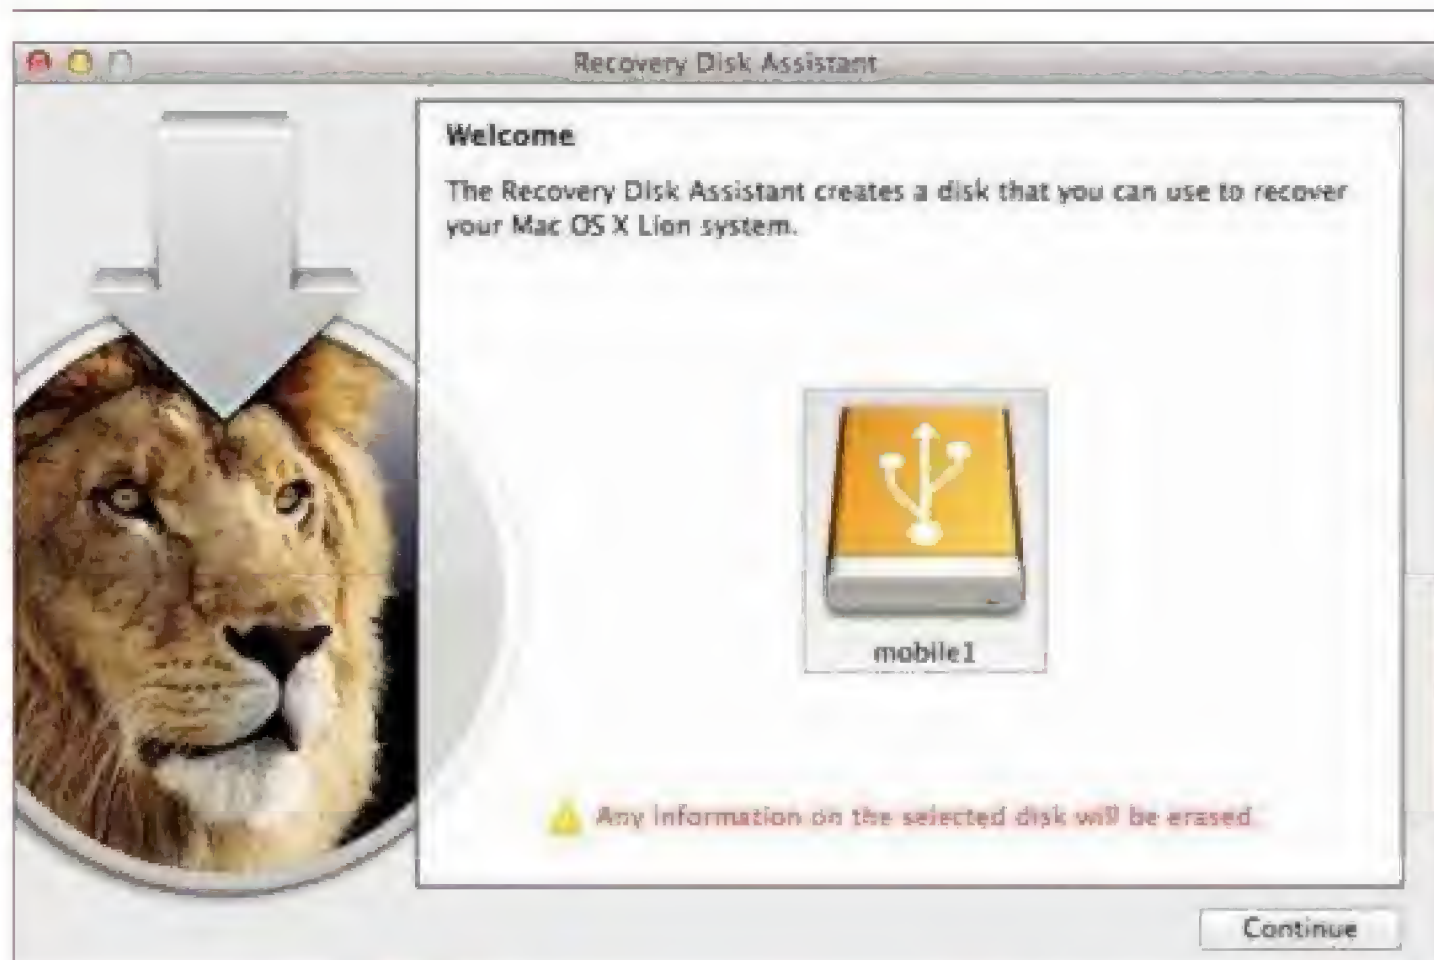 Recovery Disk Assistant
Welcome
The Recovery Disk Assistant creates a disk that you can use to recover
your Mac OS X Lion system.
mobile1
Any information on the selected disk will be erased.
Continue